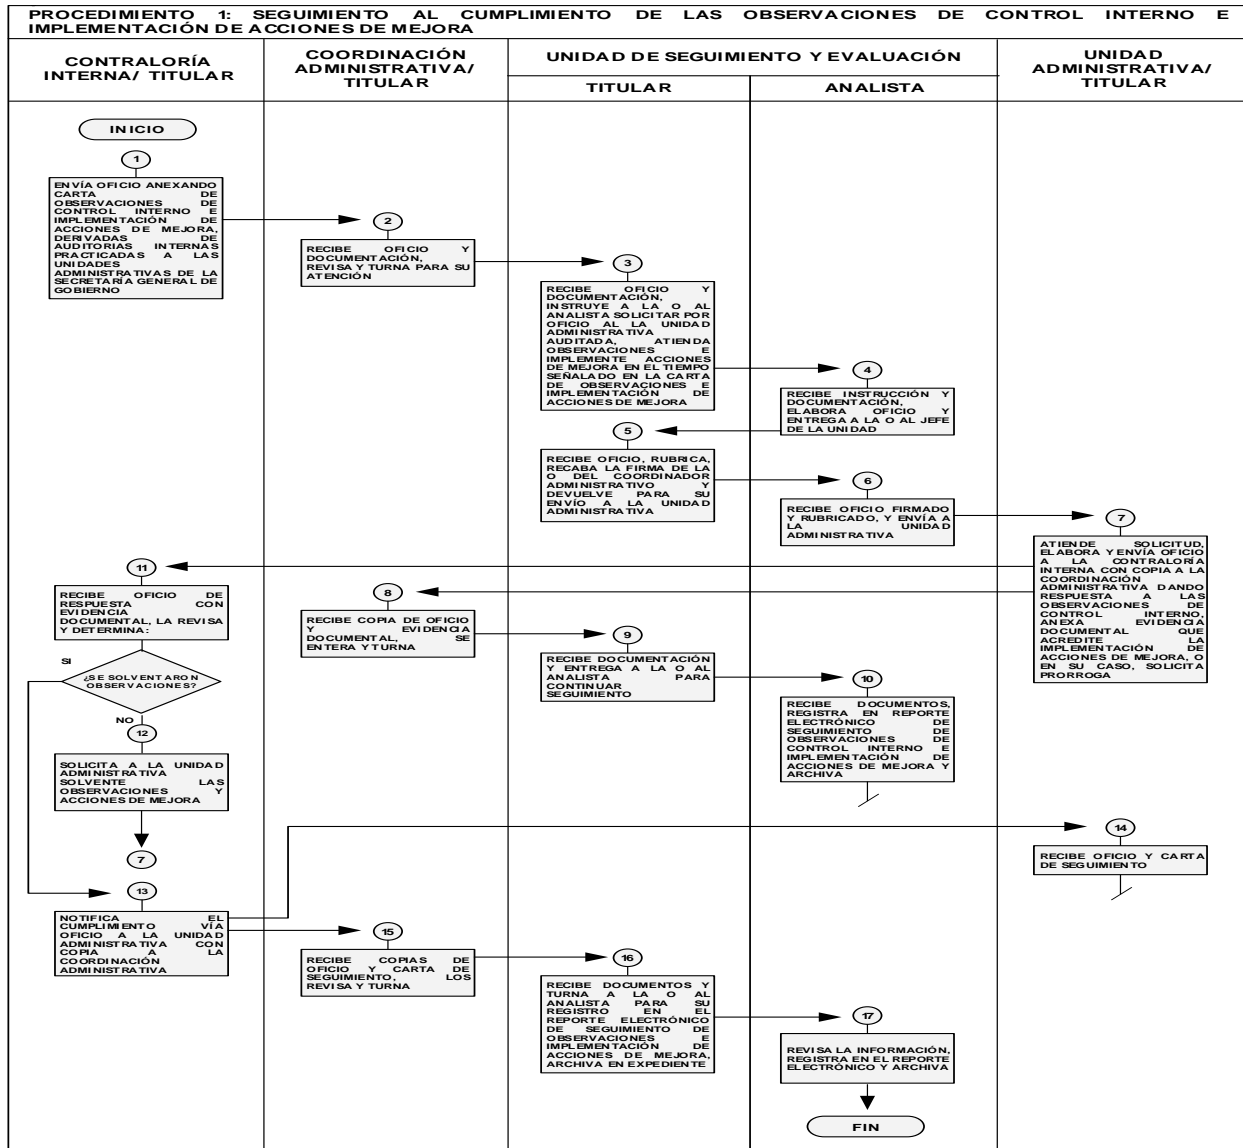 PROCEDIMIENTO 1: SEGUIMIENTO AL CUMPLIMIENTO DE LAS OBSERVACIONES DE CONTROL INTERNO E
IMPLEMENTACIÓN DE ACCIONES DE MEJORA
CONTRALORÍA
INTERNA/ TITULAR
COORDINACIÓN
ADMINISTRATIVA/
TITULAR
UNIDAD DE SEGUIMIENTO Y EVALUACIÓN
TITULAR
ANALISTA
UNIDAD
ADMINISTRATIVA/
TITULAR
INICIO
1
ENVÍA OFICIO ANEXANDO
CARTA DE
OBSERVACIONES DE
CONTROL INTERNO E
IMPLEMENTACIÓN DE
ACCIONES DE MEJORA,
DERIVADAS DE
AUDITORIAS INTERNAS
PRACTICADAS A LAS
UNIDADES
ADMINISTRATIVAS DE LA
SECRETARÍA GENERAL DE
GOBIERNO
2
RECIBE OFICIO Y
DOCUMENTACIÓN,
REVISA Y TURNA PARA SU
ATENCIÓN
3
RECIBE OFICIO Y
DOCUMENTACIÓN,
INSTRUYE A LA O AL
ANALISTA SOLICITAR POR
OFICIO AL LA UNIDAD
ADMINISTRATIVA
AUDITADA, ATIENDA
OBSERVACIONES E
IMPLEMENTE ACCIONES
DE MEJORA EN EL TIEMPO
SEÑALADO EN LA CARTA
DE OBSERVACIONES E
IMPLEMENTACIÓN DE
ACCIONES DE MEJORA
4
RECIBE INSTRUCCIÓN Y
DOCUMENTACIÓN,
ELABORA OFICIO Y
ENTREGA A LA O AL JEFE
DE LA UNIDAD
5
RECIBE OFICIO, RUBRICA,
RECABA LA FIRMA DE LA
O DEL COORDINADOR
ADMINISTRATIVO Y
DEVUELVE PARA SU
ENVÍO A LA UNIDAD
ADMINISTRATIVA
6
RECIBE OFICIO FIRMADO
Y RUBRICADO, Y ENVÍA A
LA UNIDAD
ADMINISTRATIVA
7
ATIENDE SOLICITUD,
ELABORA Y ENVÍA OFICIO
A LA CONTRALORÍA
INTERNA CON COPIA A LA
COORDINACIÓN
ADMINISTRATIVA DANDO
RESPUESTA A LAS
OBSERVACIONES DE
CONTROL INTERNO,
ANEXA EVIDENCIA
DOCUMENTAL QUE
ACREDITE LA
IMPLEMENTACIÓN DE
ACCIONES DE MEJORA, O
EN SU CASO, SOLICITA
PRORROGA
11
RECIBE OFICIO DE
RESPUESTA CON
EVIDENCIA
DOCUMENTAL, LA REVISA
Y DETERMINA:
8
RECIBE COPIA DE OFICIO
Y EVIDENCIA
DOCUMENTAL, SE
ENTERA Y TURNA
9
RECIBE DOCUMENTACIÓN
Y ENTREGA A LA O AL
ANALISTA PARA
CONTINUAR
SEGUIMIENTO
10
RECIBE DOCUMENTOS,
REGISTRA EN REPORTE
ELECTRÓNICO DE
SEGUIMIENTO DE
OBSERVACIONES DE
CONTROL INTERNO E
IMPLEMENTACIÓN DE
ACCIONES DE MEJORA Y
ARCHIVA
SI
¿SE SOLVENTARON
OBSERVACIONES?
NO
12
SOLICITA A LA UNIDAD
ADMINISTRATIVA
SOLVENTE LAS
OBSERVACIONES Y
ACCIONES DE MEJORA
7
13
NOTIFICA EL
CUMPLIMIENTO VÍA
OFICIO A LA UNIDAD
ADMINISTRATIVA CON
COPIA A LA
COORDINACIÓN
ADMINISTRATIVA
14
RECIBE OFICIO Y CARTA
DE SEGUIMIENTO
15
RECIBE COPIAS DE
OFICIO Y CARTA DE
SEGUIMIENTO, LOS
REVISA Y TURNA
16
RECIBE DOCUMENTOS Y
TURNA A LA O AL
ANALISTA PARA SU
REGISTRO EN EL
REPORTE ELECTRÓNICO
DE SEGUIMIENTO DE
OBSERVACIONES E
IMPLEMENTACIÓN DE
ACCIONES DE MEJORA,
ARCHIVA EN EXPEDIENTE
17
REVISA LA INFORMACIÓN,
REGISTRA EN EL REPORTE
ELECTRÓNICO Y ARCHIVA
FIN